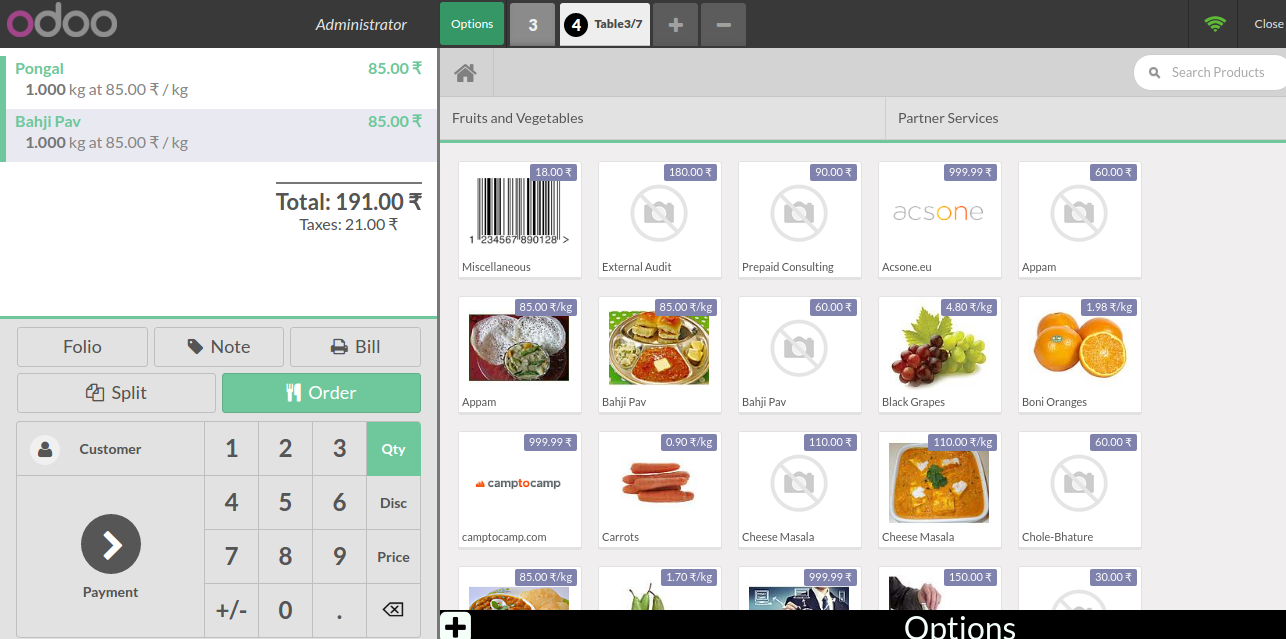 odoo
Administrator
Options
3
4 Table3/7
Close
Pongal 85.00 ₹
1.000 kg at 85.00 ₹ / kg
Bahji Pav 85.00 ₹
1.000 kg at 85.00 ₹ / kg
Total: 191.00 ₹
Taxes: 21.00 ₹
Folio
Note
Bill
Split
Order
Customer
1 2 3 Qty
4 5 6 Disc
7 8 9 Price
+/- 0 .
Payment
Search Products
Fruits and Vegetables
Partner Services
18.00 ₹
1 234567 890128 >
Miscellaneous
180.00 ₹
External Audit
90.00 ₹
Prepaid Consulting
999.99 ₹
acsone
Acsone.eu
60.00 ₹
Appam
85.00 ₹/kg
Appam
85.00 ₹/kg
Bahji Pav
60.00 ₹
Bahji Pav
4.80 ₹/kg
Black Grapes
1.98 ₹/kg
Boni Oranges
999.99 ₹
camptocamp
camptocamp.com
0.90 ₹/kg
Carrots
110.00 ₹
Cheese Masala
110.00 ₹/kg
Cheese Masala
60.00 ₹
Chole-Bhature
85.00 ₹/kg
1.70 ₹/kg
999.99 ₹
150.00 ₹
30.00 ₹
Options